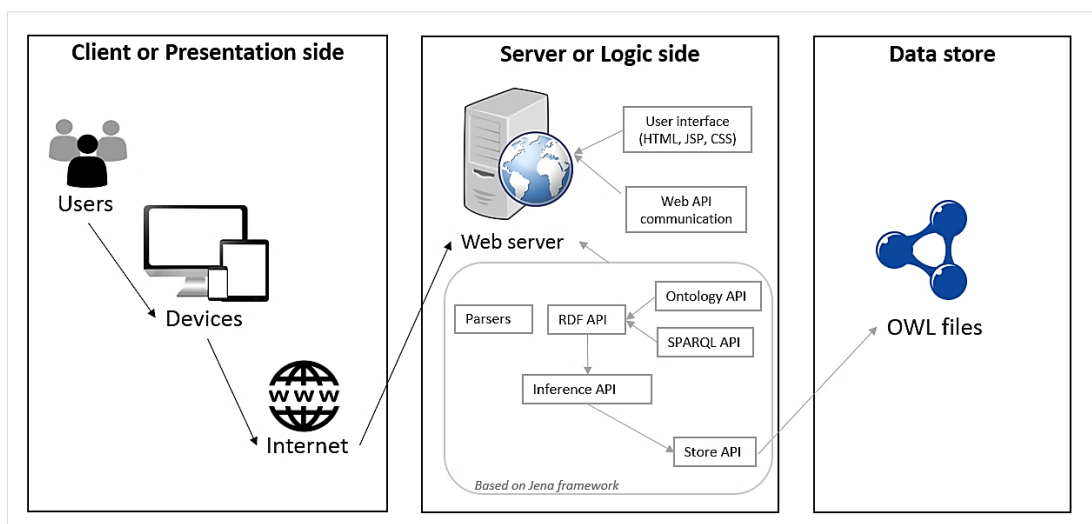 Client or Presentation side
Users
Devices
www
Internet
Server or Logic side
User interface
(HTML, JSP, CSS)
Web API
communication
Web server
Ontology API
Parsers
RDF API
SPARQL API
Inference API
Store API
Based on Jena framework
Data store
OWL files